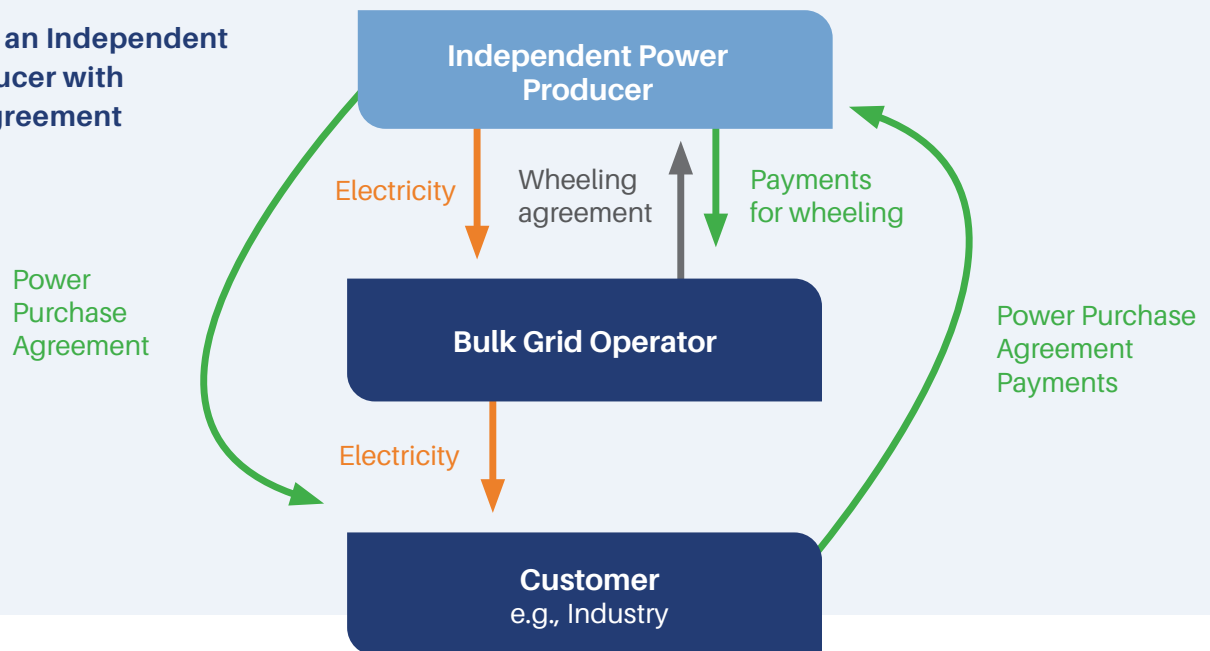 an Independent
ucer with
greement
Independent Power
Producer
Electricity
Wheeling
agreement
Payments
for wheeling
Power
Purchase
Agreement
Bulk Grid Operator
Power Purchase
Agreement
Payments
Electricity
Customer
e.g., Industry